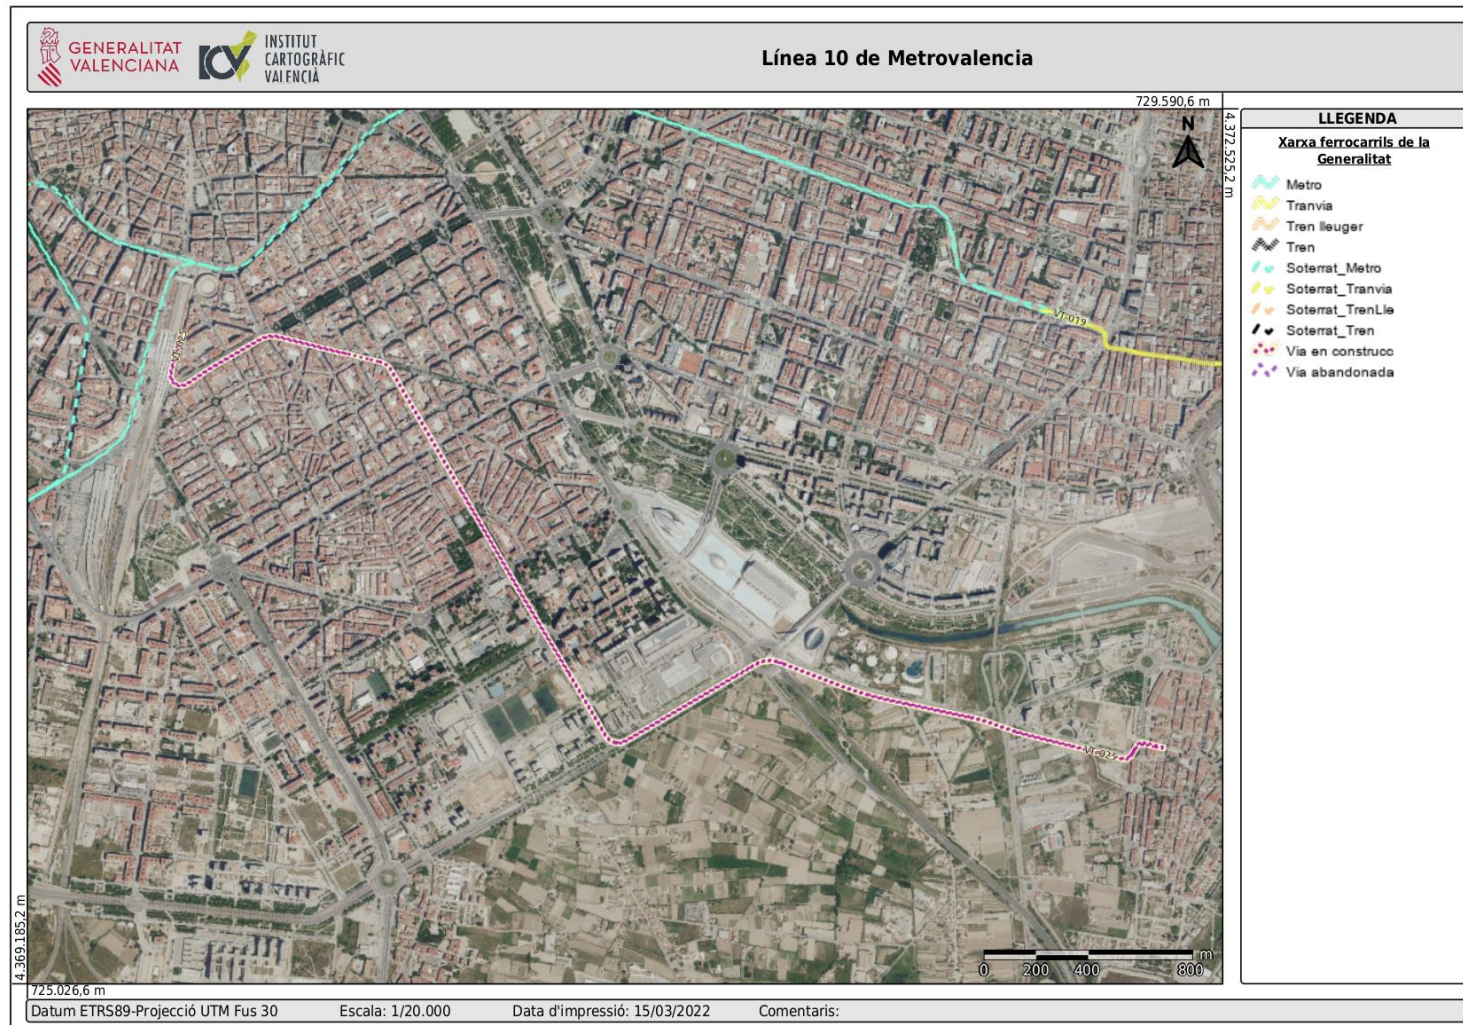 GENERALITAT
VALENCIANA
ICV
INSTITUT
CARTOGRÀFIC
VALENCIÀ
Línea 10 de Metrovalencia
729.590,6 m
4.372.525,2 m
N
VT-019
VT-025
VT-025
LLEGENDA
Xarxa ferrocarrils de la
Generalitat
Metro
Tranvia
Tren lleuger
Tren
Soterrat_Metro
Soterrat_Tranvia
Soterrat_TrenLle
Soterrat_Tren
Via en construcc
Via abandonada
m
0 200 400 800
4.369.185,2 m
725.026,6 m
Datum ETRS89-Projecció UTM Fus 30
Escala: 1/20.000
Data d'impressió: 15/03/2022
Comentaris: